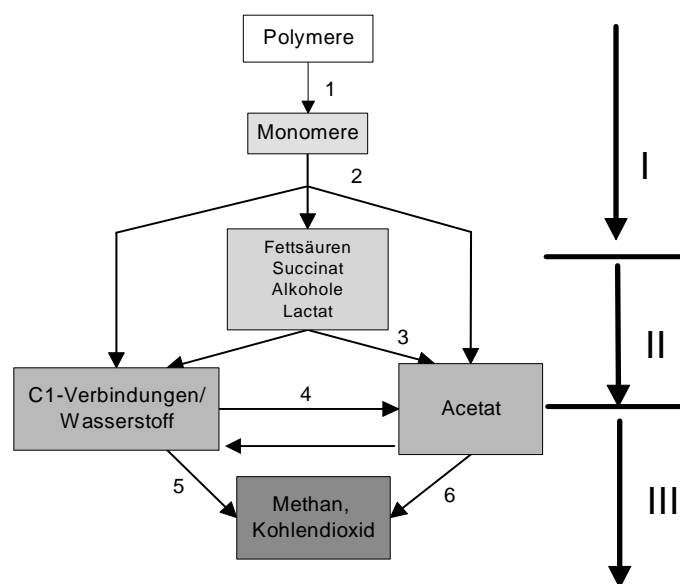 Polymere
1
Monomere
2
I
Fettsäuren
Succinat
Alkohole
Lactat
3
II
C1-Verbindungen/
Wasserstoff
4
Acetat
5
6
Methan,
Kohlendioxid
III